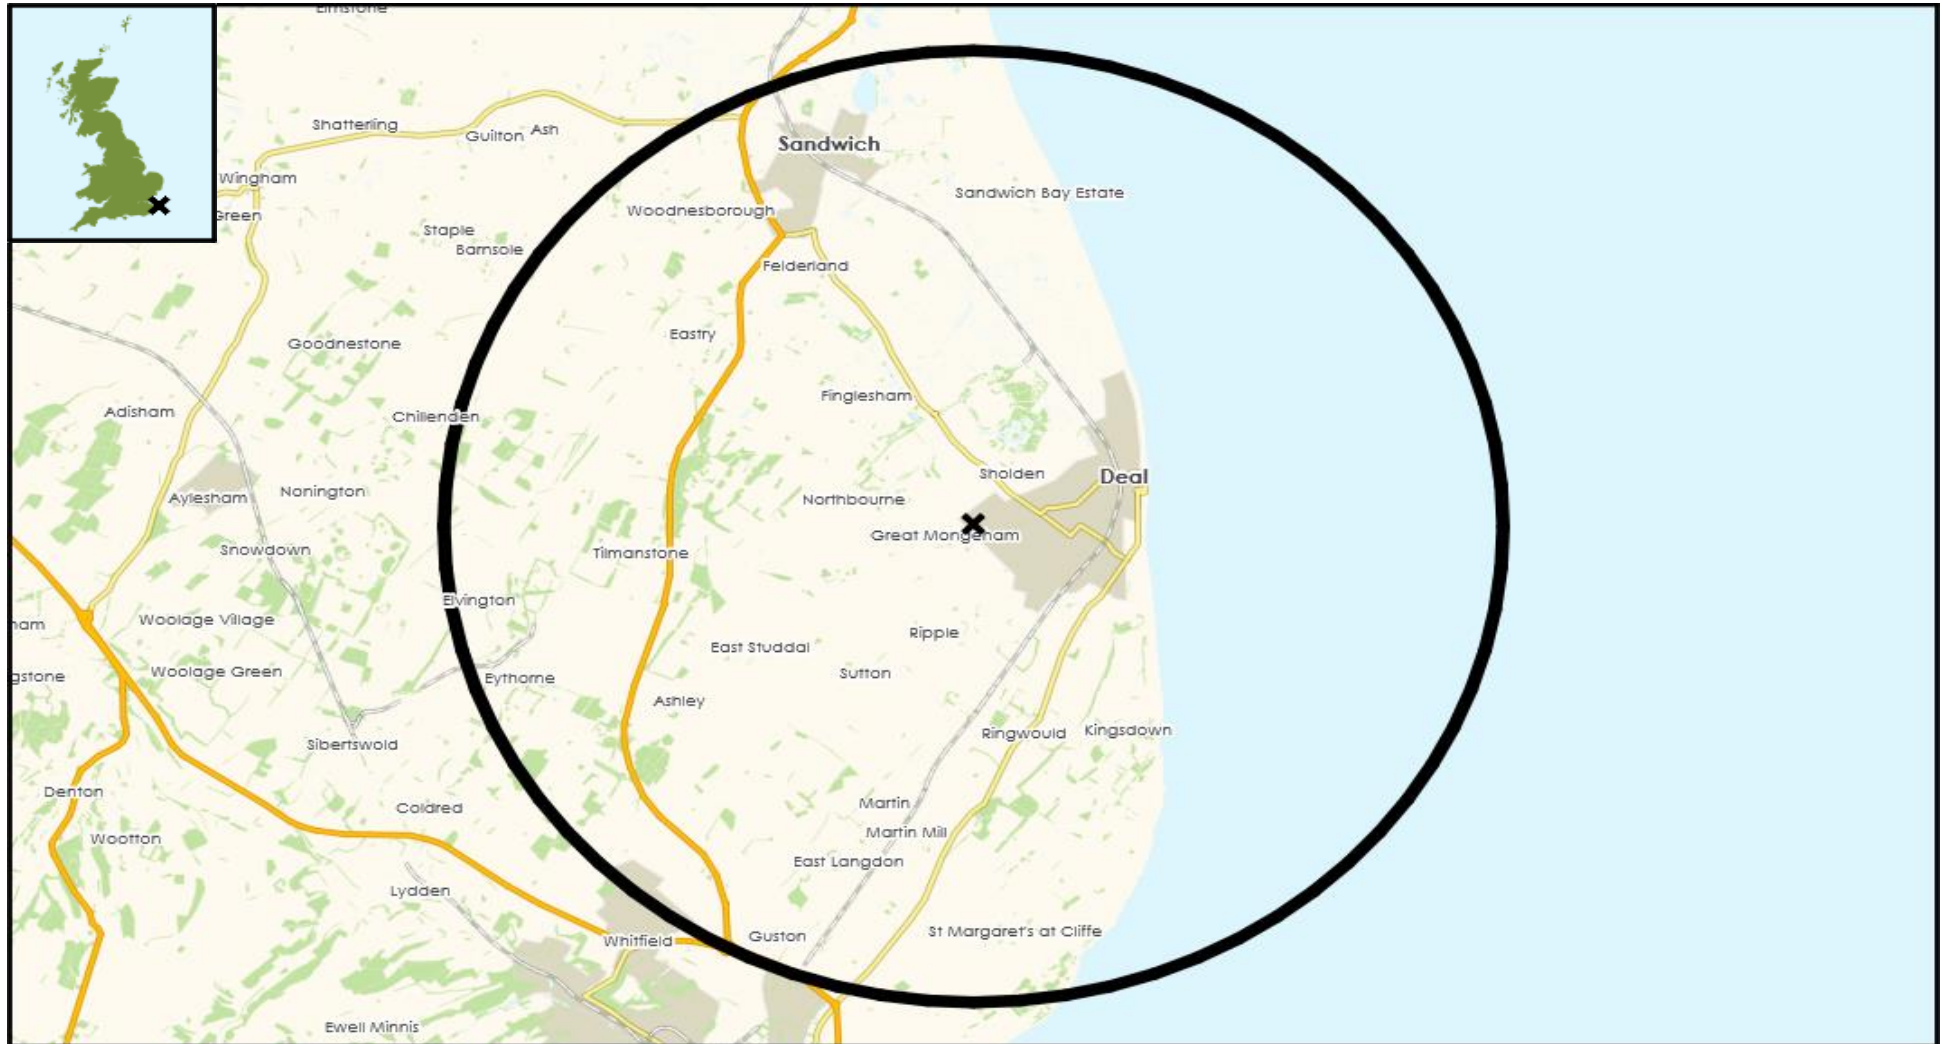 Elmstone
Shatterling
Guilton
Ash
Sandwich
Wingham
Sandwich Bay Estate
Green
Woodnesborough
Staple
Barnsole
Felderland
Eastry
Goodnestone
Finglesham
Adisham
Chillenden
Sholden
Deal
Aylesham
Nonington
Northbourne
Great Mongeham
Snowdown
Tilmanstone
Elvington
Woolage Village
ham
Ripple
East Studdal
Woolage Green
gstone
Eythorne
Sutton
Ashley
Ringwould
Kingsdown
Sibertswold
Denton
Coldred
Martin
Wootton
Martin Mill
East Langdon
Lydden
St Margaret's at Cliffe
Whitfield
Guston
Ewell Minnis